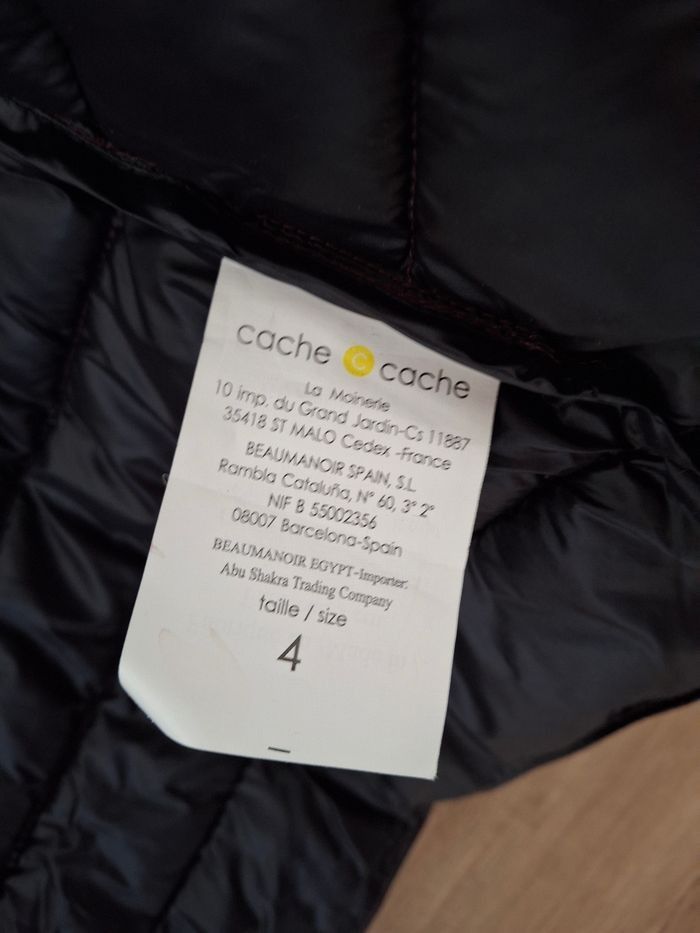 cache c cache
La Moinerie
10 imp. du Grand Jardin-Cs 11887
35418 ST MALO Cedex -France
BEAUMANOIR SPAIN, S.L
Rambla Cataluña, N° 60, 3° 2°
NIF B 55002356
08007 Barcelona-Spain
BEAUMANOIR EGYPT-Importer:
Abu Shakra Trading Company
taille / size
4